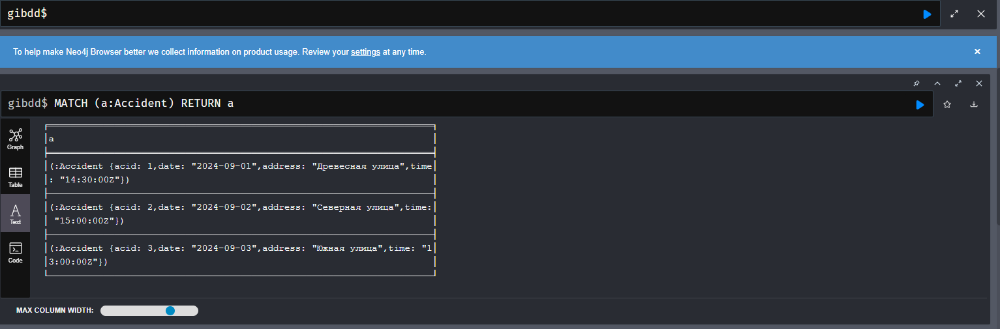 gibdd$
To help make Neo4j Browser better we collect information on product usage. Review your settings at any time.
gibdd$ MATCH (a:Accident) RETURN a
Graph
Table
Text
Code
a
(:Accident {acid: 1,date: "2024-09-01",address: "Древесная улица",time
: "14:30:00Z"})
(:Accident {acid: 2,date: "2024-09-02",address: "Северная улица",time:
"15:00:00Z"})
(:Accident {acid: 3,date: "2024-09-03",address: "Южная улица",time: "1
3:00:00Z"})
MAX COLUMN WIDTH: